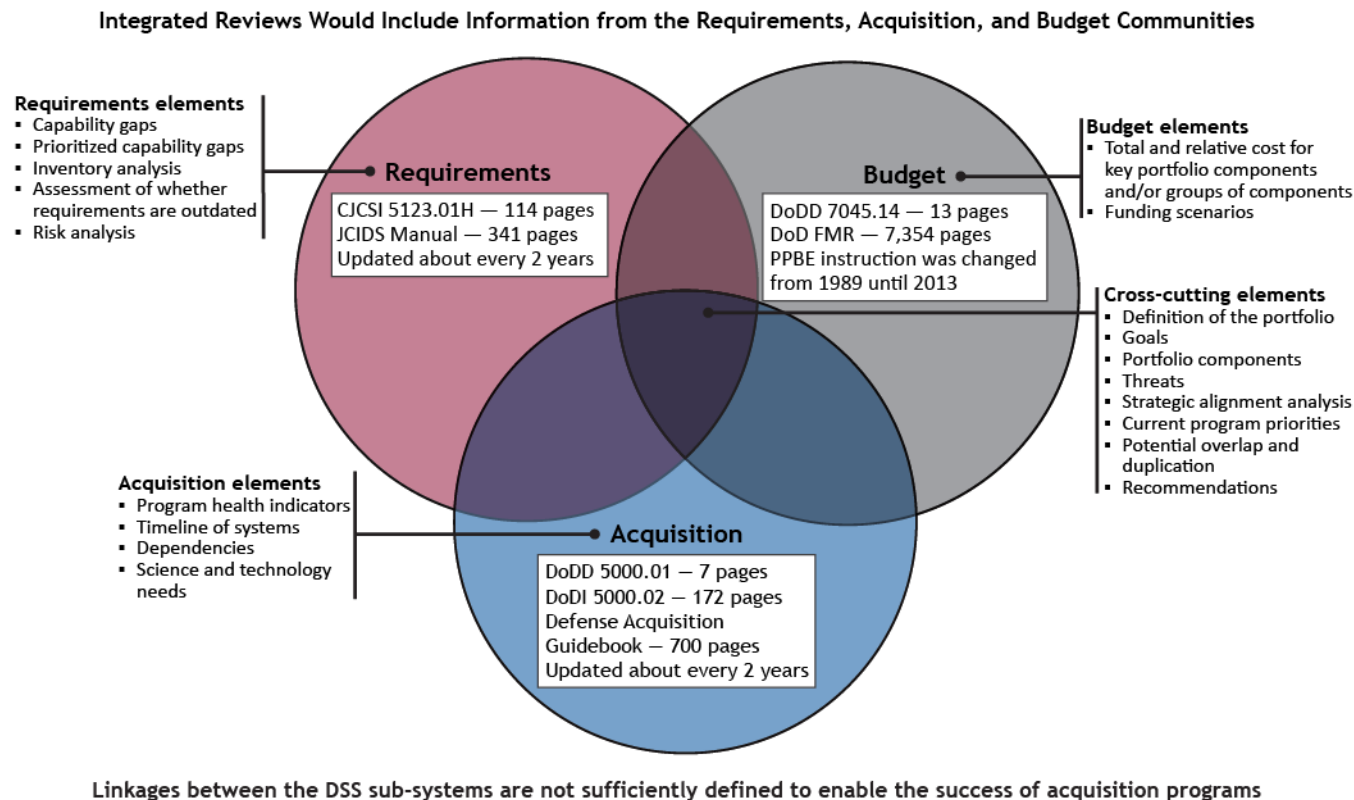 Integrated Reviews Would Include Information from the Requirements, Acquisition, and Budget Communities
Requirements elements
▪ Capability gaps
▪ Prioritized capability gaps
▪ Inventory analysis
▪ Assessment of whether
requirements are outdated
▪ Risk analysis
Requirements
CJCSI 5123.01H — 114 pages
JCIDS Manual — 341 pages
Updated about every 2 years
Budget
DoDD 7045.14 — 13 pages
DoD FMR — 7,354 pages
PPBE instruction was changed
from 1989 until 2013
Budget elements
▪ Total and relative cost for
key portfolio components
and/or groups of components
▪ Funding scenarios
Cross-cutting elements
▪ Definition of the portfolio
▪ Goals
▪ Portfolio components
▪ Threats
▪ Strategic alignment analysis
▪ Current program priorities
▪ Potential overlap and
duplication
▪ Recommendations
Acquisition elements
▪ Program health indicators
▪ Timeline of systems
▪ Dependencies
▪ Science and technology
needs
Acquisition
DoDD 5000.01 — 7 pages
DoDI 5000.02 — 172 pages
Defense Acquisition
Guidebook — 700 pages
Updated about every 2 years
Linkages between the DSS sub-systems are not sufficiently defined to enable the success of acquisition programs